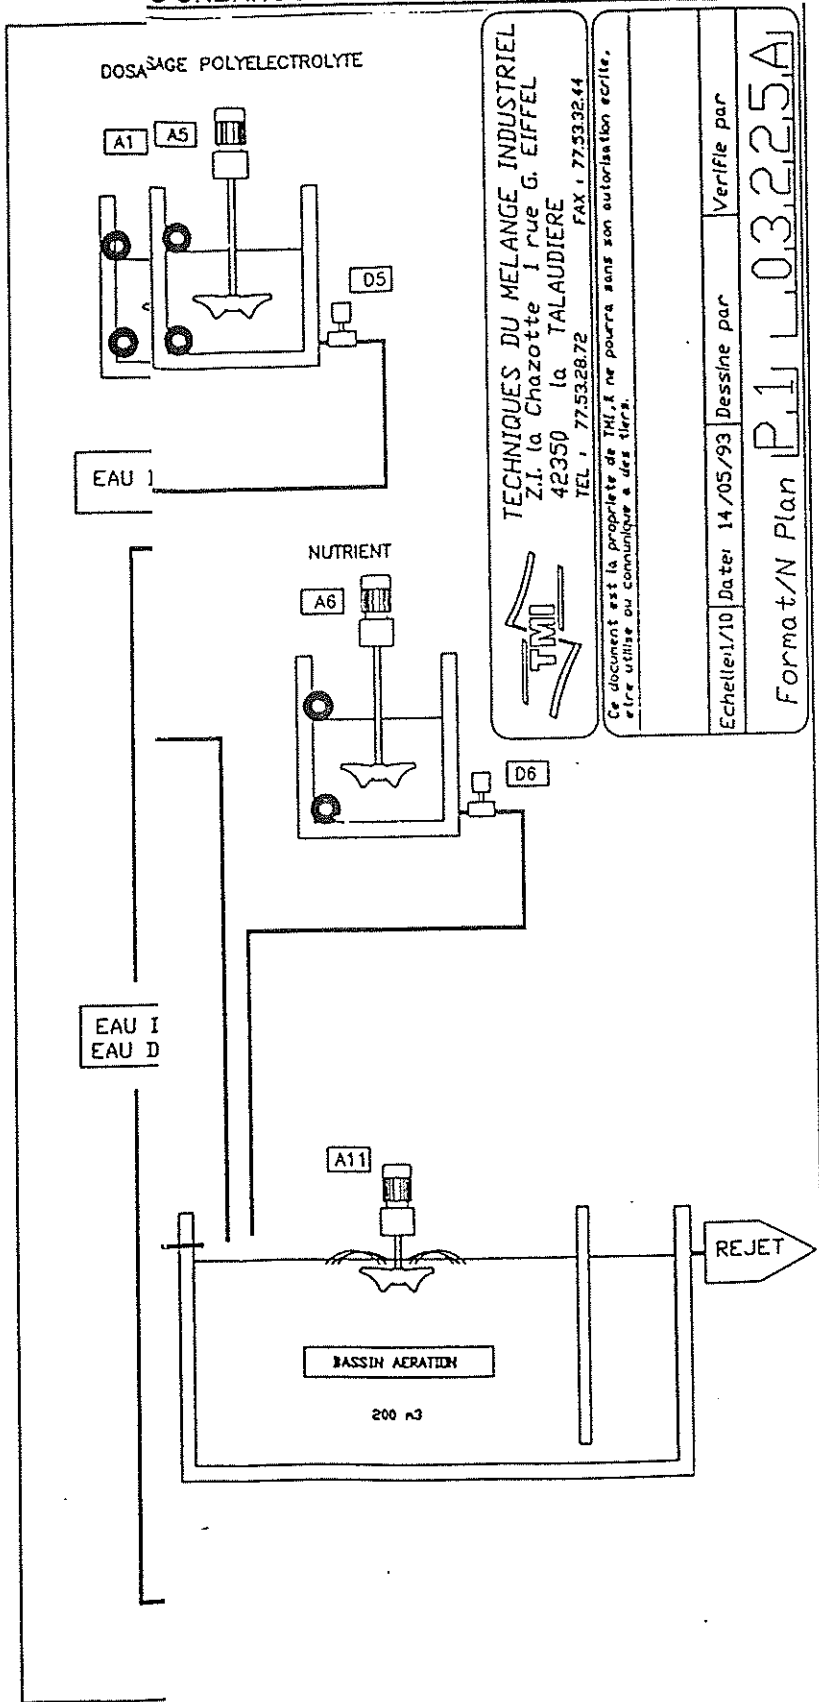 DOSASAGE POLYELECTROLYTE
A1
A5
D5
EAU
NUTRIENT
A6
D6
EAU I
EAU D
A11
REJET
BASSIN AERATION
200 m3
TMI
TECHNIQUES DU MELANGE INDUSTRIEL
Z.I. la Chazotte 1 rue G. EIFFEL
42350 la TALAUDIERE
TEL : 77.53.28.72 FAX : 77.53.32.44
Ce document est la propriete de TMI, ne pourra sans son autorisation ecrite,
etre utilise ou communique a des tiers.
Echelle:1/10 Date: 14/05/93 Dessine par Verifie par
Format/N Plan P.1 03225A